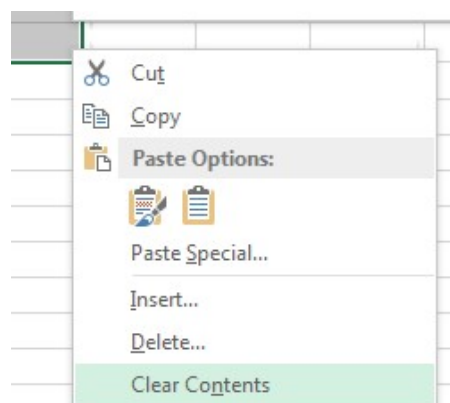 Cut
Copy
Paste Options:
Paste Special...
Insert...
Delete...
Clear Contents